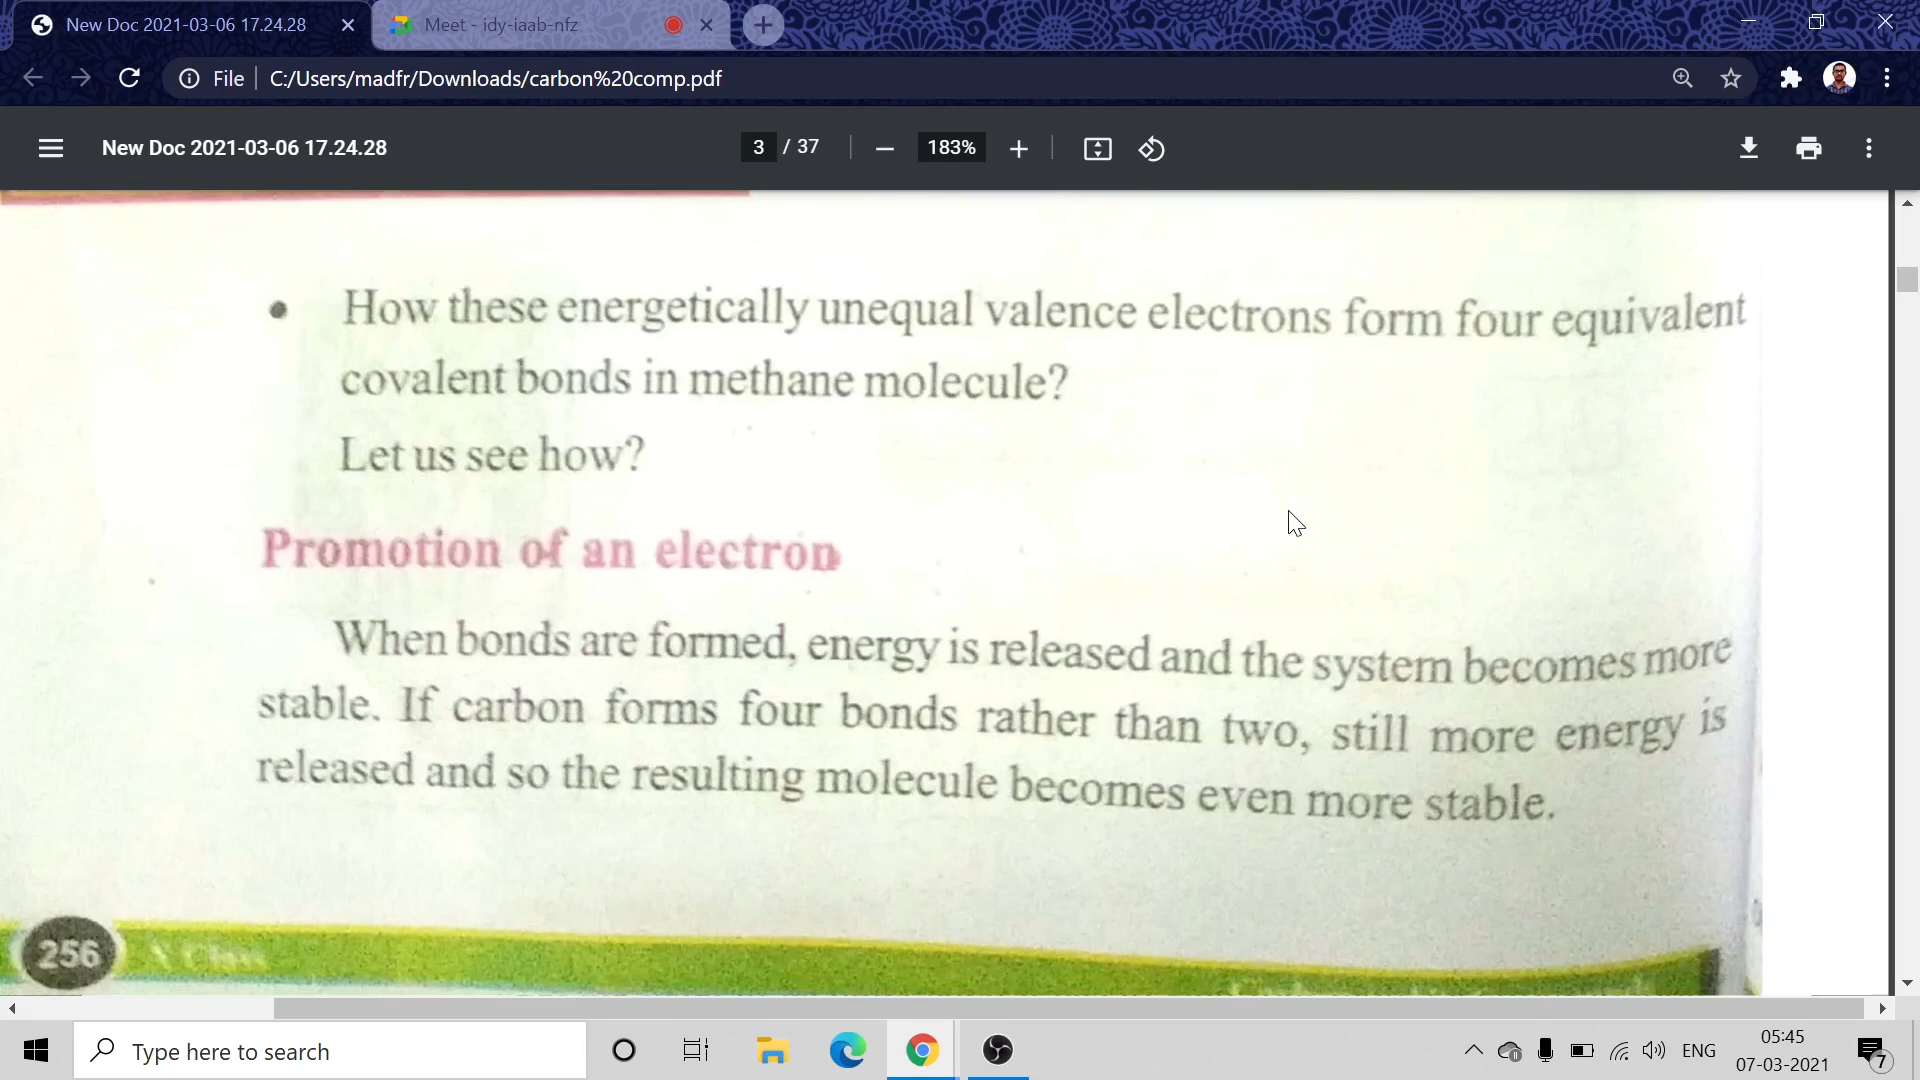 New Doc 2021-03-06 17.24.28
Meet - idy-iaab-nfz
File
C:/Users/madfr/Downloads/carbon%20comp.pdf
New Doc 2021-03-06 17.24.28
3 / 37
183%
• How these energetically unequal valence electrons form four equivalent
covalent bonds in methane molecule?
Let us see how?
Promotion of an electron
When bonds are formed, energy is released and the system becomes more
stable. If carbon forms four bonds rather than two, still more energy is
released and so the resulting molecule becomes even more stable.
256
X Class
Type here to search
ENG
05:45
07-03-2021
7